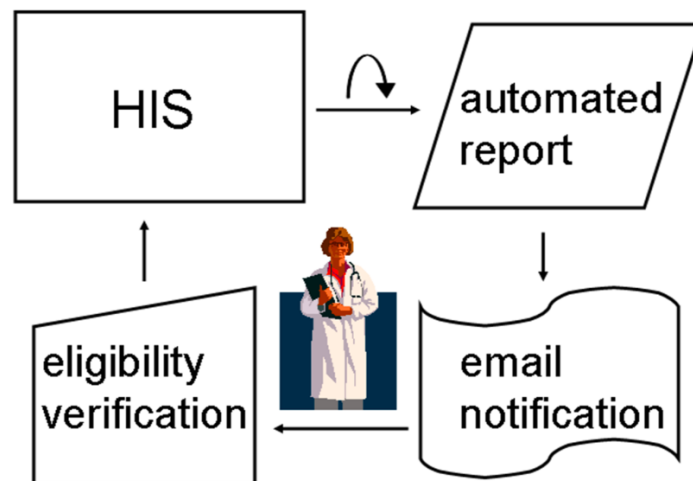 HIS
automated
report
eligibility
verification
email
notification